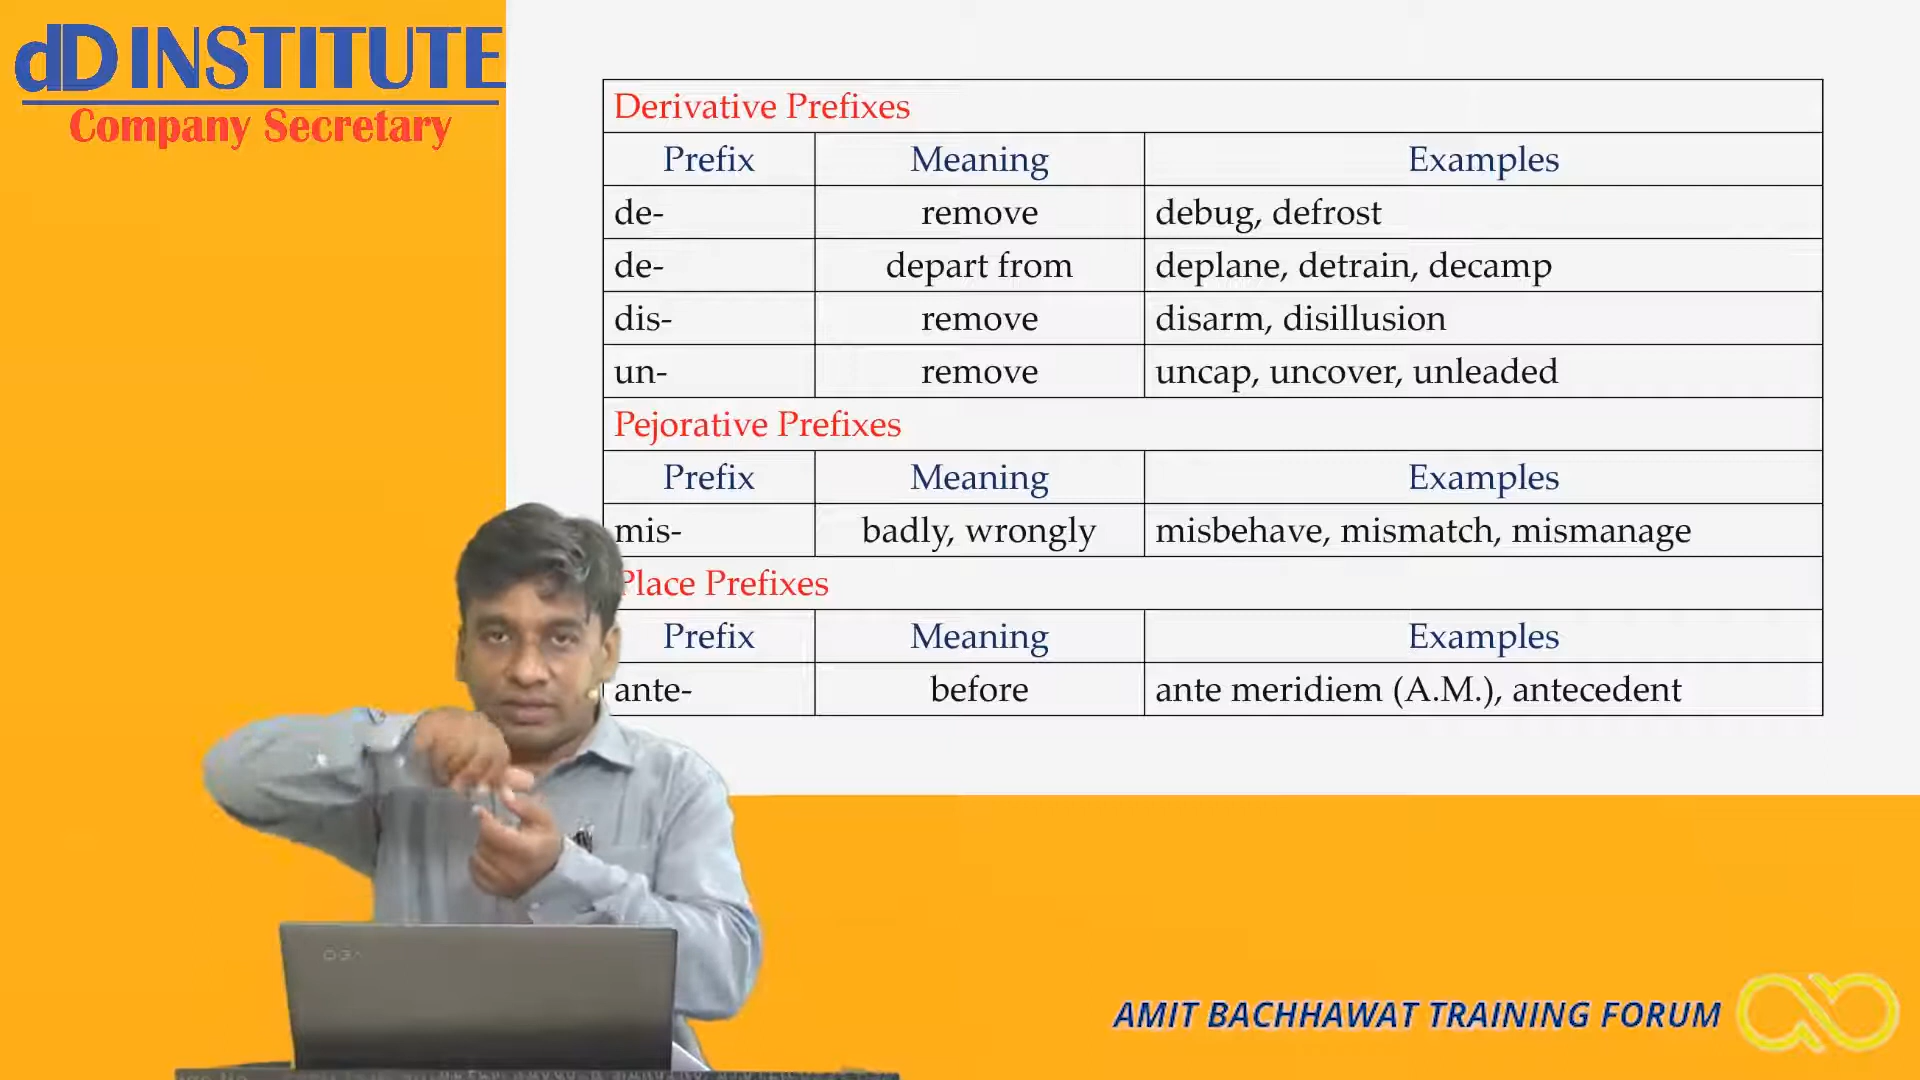 dD INSTITUTE
Company Secretary
Derivative Prefixes
Prefix Meaning Examples
de- remove debug, defrost
de- depart from deplane, detrain, decamp
dis- remove disarm, disillusion
un- remove uncap, uncover, unleaded
Pejorative Prefixes
Prefix Meaning Examples
mis- badly, wrongly misbehave, mismatch, mismanage
Place Prefixes
Prefix Meaning Examples
ante- before ante meridiem (A.M.), antecedent
AMIT BACHHAWAT TRAINING FORUM